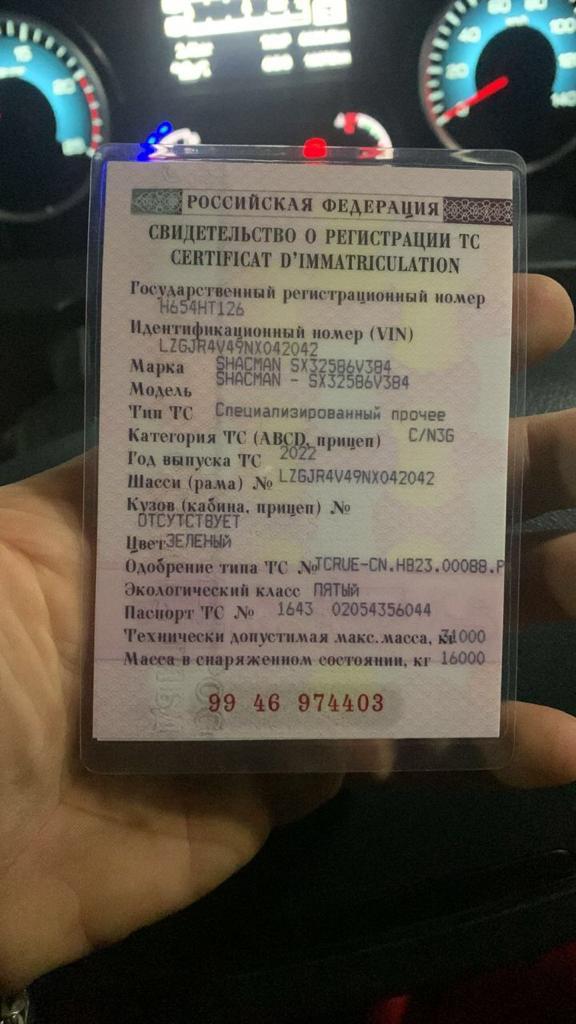 РОССИЙСКАЯ ФЕДЕРАЦИЯ
СВИДЕТЕЛЬСТВО О РЕГИСТРАЦИИ ТС
CERTIFICAT D'IMMATRICULATION
Государственный регистрационный номер
Н654НТ126
Идентификационный номер (VIN)
LZGJR4V49NX042042
Марка SHACMAN SX32586V384
Модель SHACMAN - SX32586V384
Тип ТС Специализированный прочее
Категория ТС (ABCD, прицеп) C/N3G
Год выпуска ТС 2022
Шасси (рама) № LZGJR4V49NX042042
Кузов (кабина, прицеп) №
ОТСУТСТВУЕТ
Цвет ЗЕЛЕНЫЙ
Одобрение типа ТС № TCRUE-CN.НВ23.00088.Р
Экологический класс ПЯТЫЙ
Паспорт ТС № 1643 02054356044
Технически допустимая макс. масса, кг 31000
Масса в снаряженном состоянии, кг 16000
99 46 974403